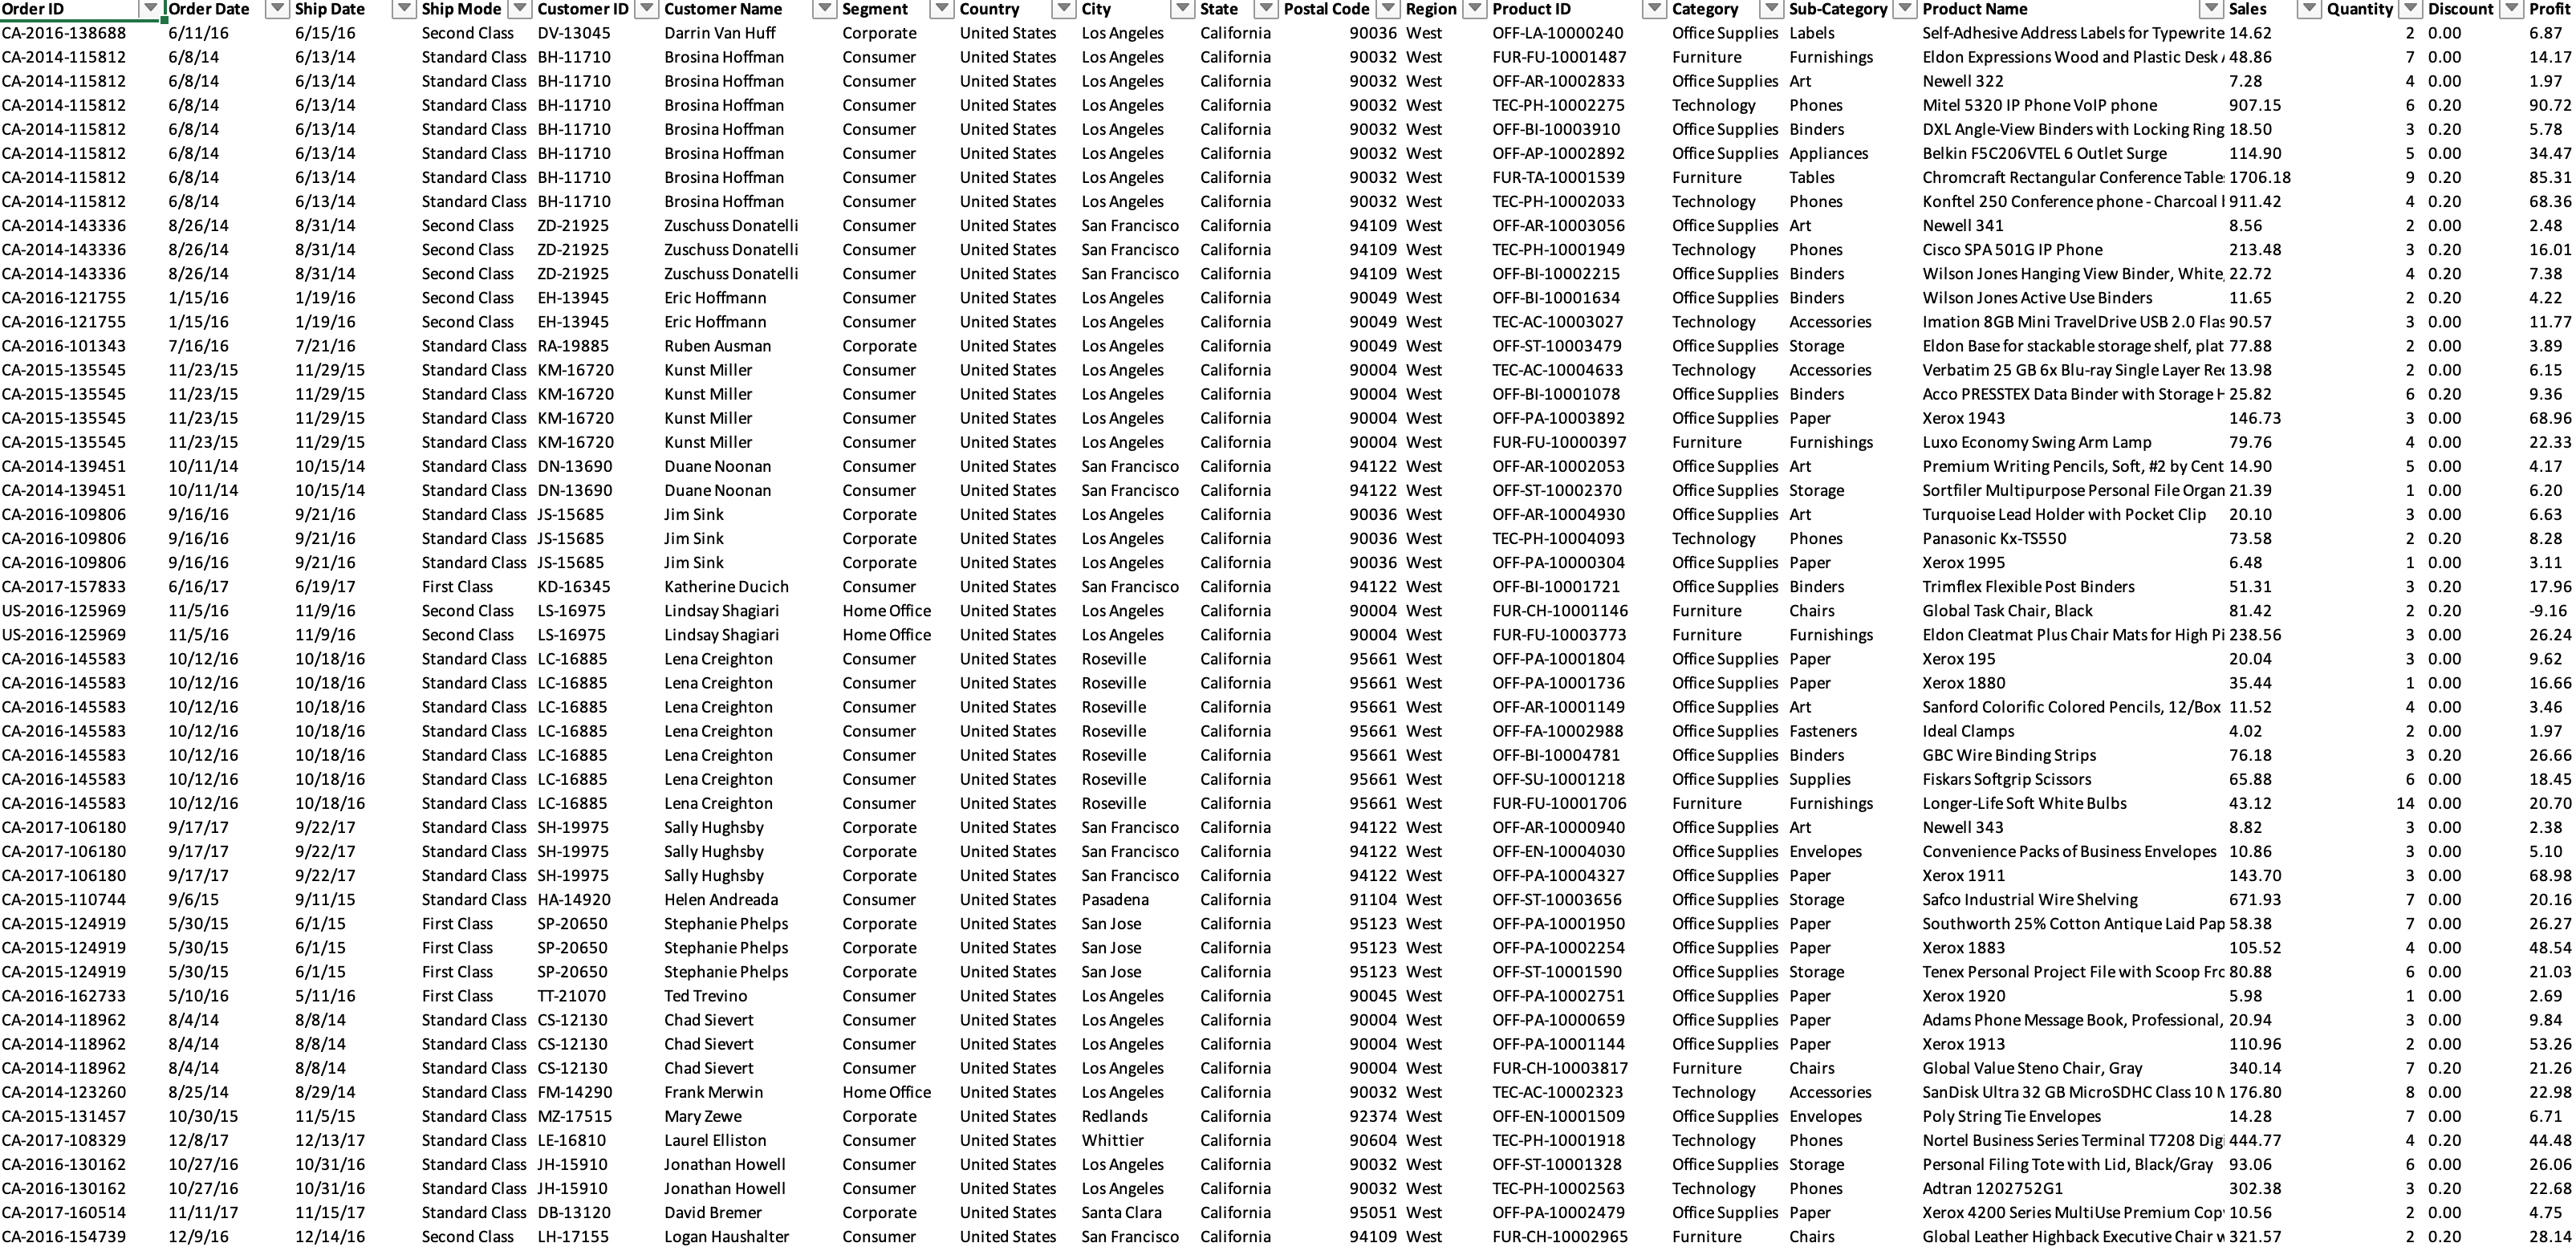 Order ID Order Date Ship Date Ship Mode Customer ID Customer Name Segment Country City State Postal Code Region Product ID Category Sub-Category Product Name Sales Quantity Discount Profit
CA-2016-138688 6/11/16 6/15/16 Second Class DV-13045 Darrin Van Huff Corporate United States Los Angeles California 90036 West OFF-LA-10000240 Office Supplies Labels Self-Adhesive Address Labels for Typewrite 14.62 2 0.00 6.87
CA-2014-115812 6/8/14 6/13/14 Standard Class BH-11710 Brosina Hoffman Consumer United States Los Angeles California 90032 West FUR-FU-10001487 Furniture Furnishings Eldon Expressions Wood and Plastic Desk 48.86 7 0.00 14.17
CA-2014-115812 6/8/14 6/13/14 Standard Class BH-11710 Brosina Hoffman Consumer United States Los Angeles California 90032 West OFF-AR-10002833 Office Supplies Art Newell 322 7.28 4 0.00 1.97
CA-2014-115812 6/8/14 6/13/14 Standard Class BH-11710 Brosina Hoffman Consumer United States Los Angeles California 90032 West TEC-PH-10002275 Technology Phones Mitel 5320 IP Phone VoIP phone 907.15 6 0.20 90.72
CA-2014-115812 6/8/14 6/13/14 Standard Class BH-11710 Brosina Hoffman Consumer United States Los Angeles California 90032 West OFF-BI-10003910 Office Supplies Binders DXL Angle-View Binders with Locking Ring 18.50 3 0.20 5.78
CA-2014-115812 6/8/14 6/13/14 Standard Class BH-11710 Brosina Hoffman Consumer United States Los Angeles California 90032 West OFF-AP-10002892 Office Supplies Appliances Belkin F5C206VTEL 6 Outlet Surge 114.90 5 0.00 34.47
CA-2014-115812 6/8/14 6/13/14 Standard Class BH-11710 Brosina Hoffman Consumer United States Los Angeles California 90032 West FUR-TA-10001539 Furniture Tables Chromcraft Rectangular Conference Table 1706.18 9 0.20 85.31
CA-2014-115812 6/8/14 6/13/14 Standard Class BH-11710 Brosina Hoffman Consumer United States Los Angeles California 90032 West TEC-PH-10002033 Technology Phones Konftel 250 Conference phone - Charcoal 911.42 4 0.20 68.36
CA-2014-143336 8/26/14 8/31/14 Second Class ZD-21925 Zuschuss Donatelli Consumer United States San Francisco California 94109 West OFF-AR-10003056 Office Supplies Art Newell 341 8.56 2 0.00 2.48
CA-2014-143336 8/26/14 8/31/14 Second Class ZD-21925 Zuschuss Donatelli Consumer United States San Francisco California 94109 West TEC-PH-10001949 Technology Phones Cisco SPA 501G IP Phone 213.48 3 0.20 16.01
CA-2014-143336 8/26/14 8/31/14 Second Class ZD-21925 Zuschuss Donatelli Consumer United States San Francisco California 94109 West OFF-BI-10002215 Office Supplies Binders Wilson Jones Hanging View Binder, White, 22.72 4 0.20 7.38
CA-2016-121755 1/15/16 1/19/16 Second Class EH-13945 Eric Hoffmann Consumer United States Los Angeles California 90049 West OFF-BI-10001634 Office Supplies Binders Wilson Jones Active Use Binders 11.65 2 0.20 4.22
CA-2016-121755 1/15/16 1/19/16 Second Class EH-13945 Eric Hoffmann Consumer United States Los Angeles California 90049 West TEC-AC-10003027 Technology Accessories Imation 8GB Mini TravelDrive USB 2.0 Flas 90.57 3 0.00 11.77
CA-2016-101343 7/16/16 7/21/16 Standard Class RA-19885 Ruben Ausman Corporate United States Los Angeles California 90049 West OFF-ST-10003479 Office Supplies Storage Eldon Base for stackable storage shelf, plat 77.88 2 0.00 3.89
CA-2015-135545 11/23/15 11/29/15 Standard Class KM-16720 Kunst Miller Consumer United States Los Angeles California 90004 West TEC-AC-10004633 Technology Accessories Verbatim 25 GB 6x Blu-ray Single Layer Rec 13.98 2 0.00 6.15
CA-2015-135545 11/23/15 11/29/15 Standard Class KM-16720 Kunst Miller Consumer United States Los Angeles California 90004 West OFF-BI-10001078 Office Supplies Binders Acco PRESSTEX Data Binder with Storage H 25.82 6 0.20 9.36
CA-2015-135545 11/23/15 11/29/15 Standard Class KM-16720 Kunst Miller Consumer United States Los Angeles California 90004 West OFF-PA-10003892 Office Supplies Paper Xerox 1943 146.73 3 0.00 68.96
CA-2015-135545 11/23/15 11/29/15 Standard Class KM-16720 Kunst Miller Consumer United States Los Angeles California 90004 West FUR-FU-10000397 Furniture Furnishings Luxo Economy Swing Arm Lamp 79.76 4 0.00 22.33
CA-2014-139451 10/11/14 10/15/14 Standard Class DN-13690 Duane Noonan Consumer United States San Francisco California 94122 West OFF-AR-10002053 Office Supplies Art Premium Writing Pencils, Soft, #2 by Cent 14.90 5 0.00 4.17
CA-2014-139451 10/11/14 10/15/14 Standard Class DN-13690 Duane Noonan Consumer United States San Francisco California 94122 West OFF-ST-10002370 Office Supplies Storage Sortfiler Multipurpose Personal File Organ 21.39 1 0.00 6.20
CA-2016-109806 9/16/16 9/21/16 Standard Class JS-15685 Jim Sink Corporate United States Los Angeles California 90036 West OFF-AR-10004930 Office Supplies Art Turquoise Lead Holder with Pocket Clip 20.10 3 0.00 6.63
CA-2016-109806 9/16/16 9/21/16 Standard Class JS-15685 Jim Sink Corporate United States Los Angeles California 90036 West TEC-PH-10004093 Technology Phones Panasonic Kx-TS550 73.58 2 0.20 8.28
CA-2016-109806 9/16/16 9/21/16 Standard Class JS-15685 Jim Sink Corporate United States Los Angeles California 90036 West OFF-PA-10000304 Office Supplies Paper Xerox 1995 6.48 1 0.00 3.11
CA-2017-157833 6/16/17 6/19/17 First Class KD-16345 Katherine Ducich Consumer United States San Francisco California 94122 West OFF-BI-10001721 Office Supplies Binders Trimflex Flexible Post Binders 51.31 3 0.20 17.96
US-2016-125969 11/5/16 11/9/16 Second Class LS-16975 Lindsay Shagiari Home Office United States Los Angeles California 90004 West FUR-CH-10001146 Furniture Chairs Global Task Chair, Black 81.42 2 0.20 -9.16
US-2016-125969 11/5/16 11/9/16 Second Class LS-16975 Lindsay Shagiari Home Office United States Los Angeles California 90004 West FUR-FU-10003773 Furniture Furnishings Eldon Cleatmat Plus Chair Mats for High Pi 238.56 3 0.00 26.24
CA-2016-145583 10/12/16 10/18/16 Standard Class LC-16885 Lena Creighton Consumer United States Roseville California 95661 West OFF-PA-10001804 Office Supplies Paper Xerox 195 20.04 3 0.00 9.62
CA-2016-145583 10/12/16 10/18/16 Standard Class LC-16885 Lena Creighton Consumer United States Roseville California 95661 West OFF-PA-10001736 Office Supplies Paper Xerox 1880 35.44 1 0.00 16.66
CA-2016-145583 10/12/16 10/18/16 Standard Class LC-16885 Lena Creighton Consumer United States Roseville California 95661 West OFF-AR-10001149 Office Supplies Art Sanford Colorific Colored Pencils, 12/Box 11.52 4 0.00 3.46
CA-2016-145583 10/12/16 10/18/16 Standard Class LC-16885 Lena Creighton Consumer United States Roseville California 95661 West OFF-FA-10002988 Office Supplies Fasteners Ideal Clamps 4.02 2 0.00 1.97
CA-2016-145583 10/12/16 10/18/16 Standard Class LC-16885 Lena Creighton Consumer United States Roseville California 95661 West OFF-BI-10004781 Office Supplies Binders GBC Wire Binding Strips 76.18 3 0.20 26.66
CA-2016-145583 10/12/16 10/18/16 Standard Class LC-16885 Lena Creighton Consumer United States Roseville California 95661 West OFF-SU-10001218 Office Supplies Supplies Fiskars Softgrip Scissors 65.88 6 0.00 18.45
CA-2016-145583 10/12/16 10/18/16 Standard Class LC-16885 Lena Creighton Consumer United States Roseville California 95661 West FUR-FU-10001706 Furniture Furnishings Longer-Life Soft White Bulbs 43.12 14 0.00 20.70
CA-2017-106180 9/17/17 9/22/17 Standard Class SH-19975 Sally Hughsby Corporate United States San Francisco California 94122 West OFF-AR-10000940 Office Supplies Art Newell 343 8.82 3 0.00 2.38
CA-2017-106180 9/17/17 9/22/17 Standard Class SH-19975 Sally Hughsby Corporate United States San Francisco California 94122 West OFF-EN-10004030 Office Supplies Envelopes Convenience Packs of Business Envelopes 10.86 3 0.00 5.10
CA-2017-106180 9/17/17 9/22/17 Standard Class SH-19975 Sally Hughsby Corporate United States San Francisco California 94122 West OFF-PA-10004327 Office Supplies Paper Xerox 1911 143.70 3 0.00 68.98
CA-2015-110744 9/6/15 9/11/15 Standard Class HA-14920 Helen Andreada Consumer United States Pasadena California 91104 West OFF-ST-10003656 Office Supplies Storage Safco Industrial Wire Shelving 671.93 7 0.00 20.16
CA-2015-124919 5/30/15 6/1/15 First Class SP-20650 Stephanie Phelps Corporate United States San Jose California 95123 West OFF-PA-10001950 Office Supplies Paper Southworth 25% Cotton Antique Laid Pap 58.38 7 0.00 26.27
CA-2015-124919 5/30/15 6/1/15 First Class SP-20650 Stephanie Phelps Corporate United States San Jose California 95123 West OFF-PA-10002254 Office Supplies Paper Xerox 1883 105.52 4 0.00 48.54
CA-2015-124919 5/30/15 6/1/15 First Class SP-20650 Stephanie Phelps Corporate United States San Jose California 95123 West OFF-ST-10001590 Office Supplies Storage Tenex Personal Project File with Scoop Frc 80.88 6 0.00 21.03
CA-2016-162733 5/10/16 5/11/16 First Class TT-21070 Ted Trevino Consumer United States Los Angeles California 90045 West OFF-PA-10002751 Office Supplies Paper Xerox 1920 5.98 1 0.00 2.69
CA-2014-118962 8/4/14 8/8/14 Standard Class CS-12130 Chad Sievert Consumer United States Los Angeles California 90004 West OFF-PA-10000659 Office Supplies Paper Adams Phone Message Book, Professional, 20.94 3 0.00 9.84
CA-2014-118962 8/4/14 8/8/14 Standard Class CS-12130 Chad Sievert Consumer United States Los Angeles California 90004 West OFF-PA-10001144 Office Supplies Paper Xerox 1913 110.96 2 0.00 53.26
CA-2014-118962 8/4/14 8/8/14 Standard Class CS-12130 Chad Sievert Consumer United States Los Angeles California 90004 West FUR-CH-10003817 Furniture Chairs Global Value Steno Chair, Gray 340.14 7 0.20 21.26
CA-2014-123260 8/25/14 8/29/14 Standard Class FM-14290 Frank Merwin Home Office United States Los Angeles California 90032 West TEC-AC-10002323 Technology Accessories SanDisk Ultra 32 GB MicroSDHC Class 10 M 176.80 8 0.00 22.98
CA-2015-131457 10/30/15 11/5/15 Standard Class MZ-17515 Mary Zewe Corporate United States Redlands California 92374 West OFF-EN-10001509 Office Supplies Envelopes Poly String Tie Envelopes 14.28 7 0.00 6.71
CA-2017-108329 12/8/17 12/13/17 Standard Class LE-16810 Laurel Elliston Consumer United States Whittier California 90604 West TEC-PH-10001918 Technology Phones Nortel Business Series Terminal T7208 Digi 444.77 4 0.20 44.48
CA-2016-130162 10/27/16 10/31/16 Standard Class JH-15910 Jonathan Howell Consumer United States Los Angeles California 90032 West OFF-ST-10001328 Office Supplies Storage Personal Filing Tote with Lid, Black/Gray 93.06 6 0.00 26.06
CA-2016-130162 10/27/16 10/31/16 Standard Class JH-15910 Jonathan Howell Consumer United States Los Angeles California 90032 West TEC-PH-10002563 Technology Phones Adtran 1202752G1 302.38 3 0.20 22.68
CA-2017-160514 11/11/17 11/15/17 Standard Class DB-13120 David Bremer Corporate United States Santa Clara California 95051 West OFF-PA-10002479 Office Supplies Paper Xerox 4200 Series MultiUse Premium Cop 10.56 2 0.00 4.75
CA-2016-154739 12/9/16 12/14/16 Second Class LH-17155 Logan Haushalter Consumer United States San Francisco California 94109 West FUR-CH-10002965 Furniture Chairs Global Leather Highback Executive Chair w 321.57 2 0.20 28.14